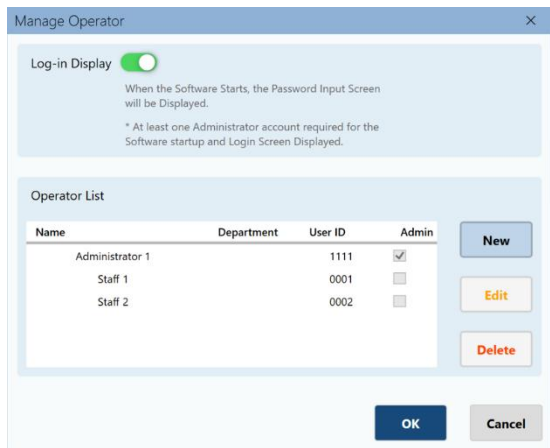 Manage Operator
Log-in Display
When the Software Starts, the Password Input Screen
will be Displayed.
* At least one Administrator account required for the
Software startup and Login Screen Displayed.
Operator List
Name Department User ID Admin
Administrator 1 1111
Staff 1 0001
Staff 2 0002
New
Edit
Delete
OK Cancel